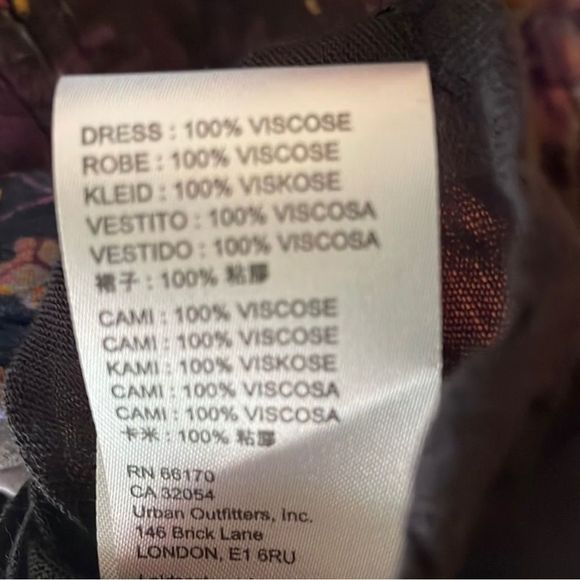 DRESS : 100% VISCOSE
ROBE : 100% VISCOSE
KLEID : 100% VISKOSE
VESTITO : 100% VISCOSA
VESTIDO : 100% VISCOSA
裙子 : 100% 粘膠
CAMI : 100% VISCOSE
CAMI : 100% VISCOSE
KAMI : 100% VISKOSE
CAMI : 100% VISCOSA
CAMI : 100% VISCOSA
卡米 : 100% 粘膠
RN 66170
CA 32054
Urban Outfitters, Inc.
146 Brick Lane
LONDON, E1 6RU